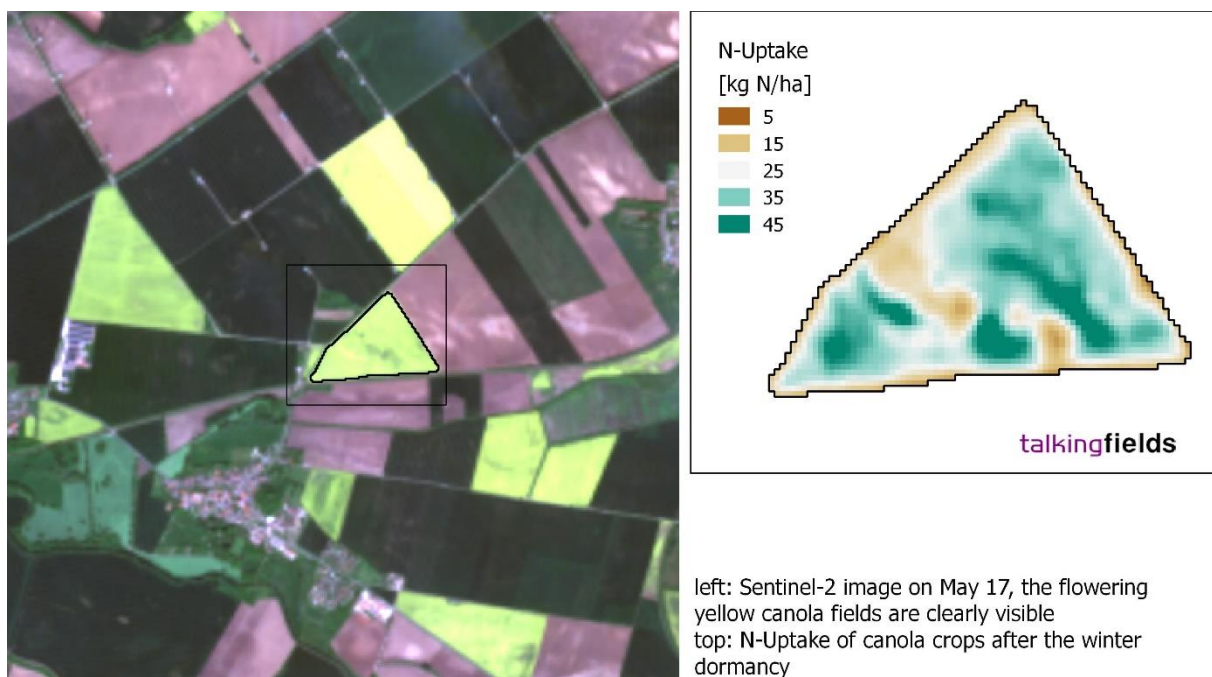 N-Uptake
[kg N/ha]
5
15
25
35
45
talkingfields
left: Sentinel-2 image on May 17, the flowering
yellow canola fields are clearly visible
top: N-Uptake of canola crops after the winter
dormancy